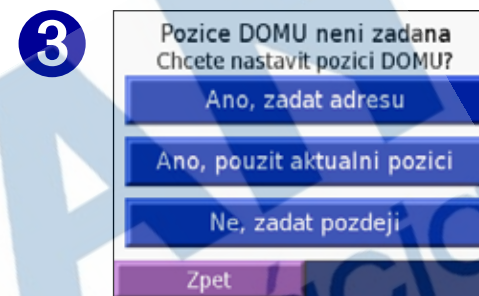 3
Pozice DOMU neni zadana
Chcete nastavit pozici DOMU?
Ano, zadat adresu
Ano, pouzit aktualni pozici
Ne, zadat pozdeji
Zpet